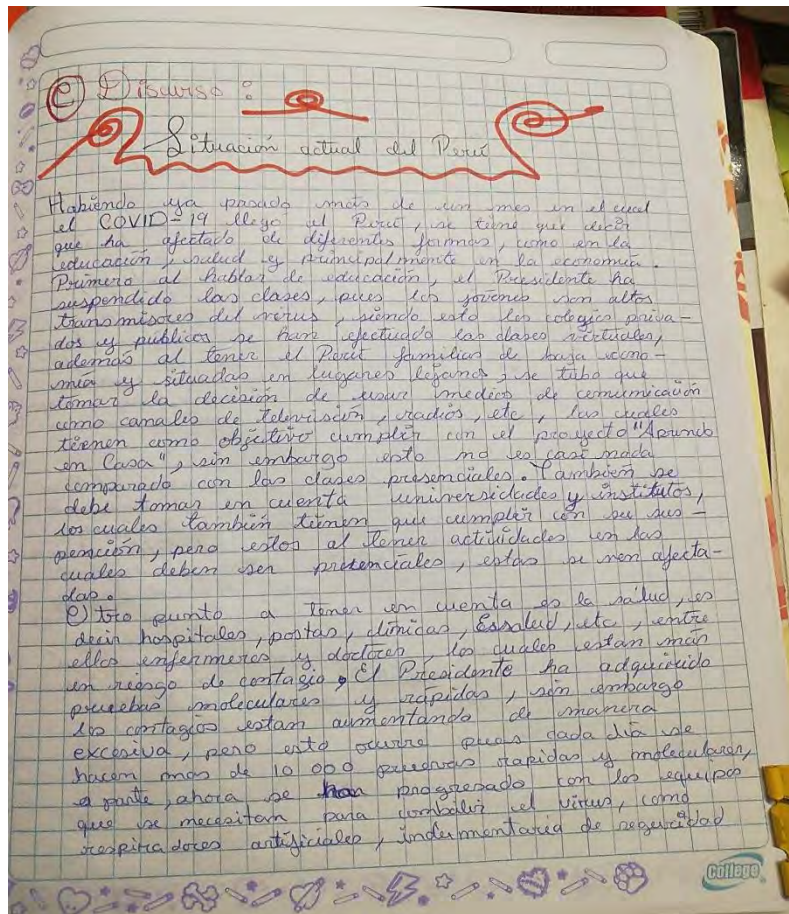 Discurso:
Situación actual del Perú
Habiendo ya pasado más de un mes en el cual
el COVID-19 llego al Perú, se tiene que decir
que ha afectado de diferentes formas, como en la
educación, salud y principalmente en la economía.
Primero al hablar de educación, el Presidente ha
suspendido las clases, pues los jóvenes son altos
transmisores del virus, siendo esto los colegios priva-
dos y publicos se han efectuado las clases virtuales,
además al tener el Perú familias de baja econo-
mia y situadas en lugares lejanos, se tubo que
tomar la decisión de usar medios de comunicación
como canales de televisión, radios, etc, los cuales
tienen como objetivo cumplir con el proyecto "Aprendo
en Casa", sin embargo esto no es casi nada
comparado con las clases presenciales. También se
debe tomar en cuenta universidades y institutos,
los cuales también tienen que cumplir con su sus-
pención, pero estos al tener actividades en las
cuales deben ser presenciales, estas se ven afecta-
das.
Otro punto a tener en cuenta es la salud, es
decir hospitales, postas, clinicas, Essalud, etc, entre
ellos enfermeros y doctores, los cuales estan más
en riesgo de contagio, El Presidente ha adquirido
pruebas moleculares y rápidas, sin embargo
los contagios estan aumentando de manera
excesiva, pero esto ocurre pues cada día se
hacen mas de 10 000 pruevas rapidas y moleculares,
a parte, ahora se han progresado con los equipos
que se necesitan para combatir el virus, como
respiradores artificiales, indumentaria de seguridad
College